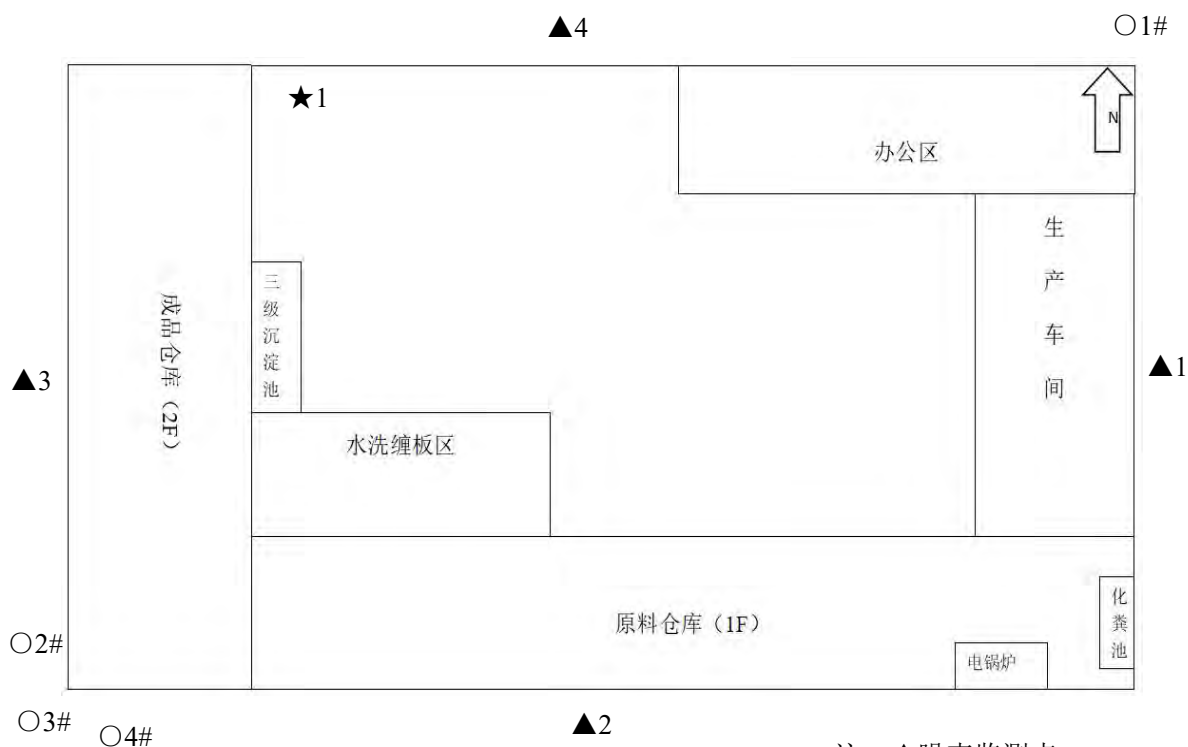 ▲4
○1#
★1
N
办公区
生产车间
三级沉淀池
成品仓库（2F）
▲3
▲1
水洗缠板区
原料仓库（1F）
化粪池
电锅炉
○2#
○3#
○4#
▲2